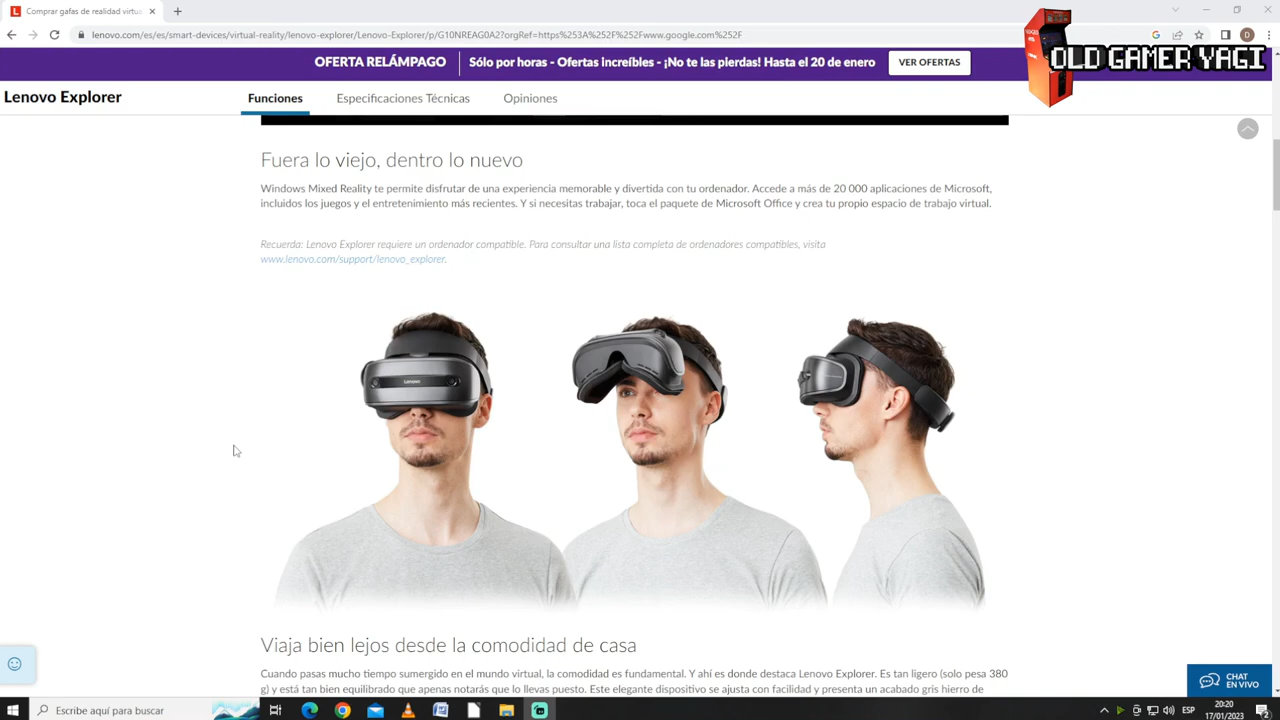 Comprar gafas de realidad virtua
lenovo.com/es/es/smart-devices/virtual-reality/lenovo-explorer/Lenovo-Explorer/p/G10NREAG0A2?orgRef=https%253A%252F%252Fwww.google.com%252F
OLD GAMER YAGI
OFERTA RELÁMPAGO
Sólo por horas - Ofertas increíbles - ¡No te las pierdas! Hasta el 20 de enero
VER OFERTAS
Lenovo Explorer
Funciones
Especificaciones Técnicas
Opiniones
Fuera lo viejo, dentro lo nuevo
Windows Mixed Reality te permite disfrutar de una experiencia memorable y divertida con tu ordenador. Accede a más de 20 000 aplicaciones de Microsoft,
incluidos los juegos y el entretenimiento más recientes. Y si necesitas trabajar, toca el paquete de Microsoft Office y crea tu propio espacio de trabajo virtual.
Recuerda: Lenovo Explorer requiere un ordenador compatible. Para consultar una lista completa de ordenadores compatibles, visita
www.lenovo.com/support/lenovo_explorer.
Lenovo
Viaja bien lejos desde la comodidad de casa
Cuando pasas mucho tiempo sumergido en el mundo virtual, la comodidad es fundamental. Y ahí es donde destaca Lenovo Explorer. Es tan ligero (solo pesa 380
g) y está tan bien equilibrado que apenas notarás que lo llevas puesto. Este elegante dispositivo se ajusta con facilidad y presenta un acabado gris hierro de
CHAT
EN VIVO
Escribe aquí para buscar
ESP
20:20
17/01/2023